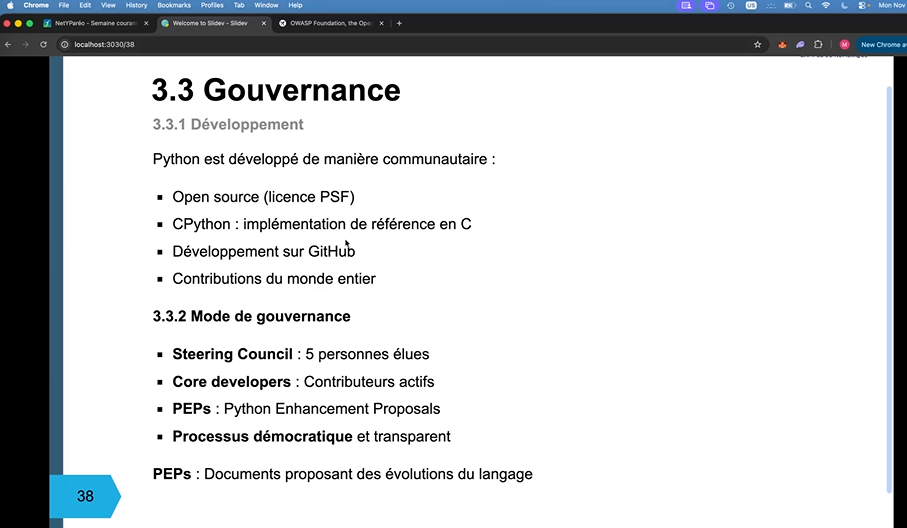 Chrome File Edit View History Bookmarks Profiles Tab Window Help US Mon Nov
NetYParéo - Semaine couran Welcome to Slidev - Slidev OWASP Foundation, the Ope
localhost:3030/38 M New Chrome av
3.3 Gouvernance
3.3.1 Développement
Python est développé de manière communautaire :
▪ Open source (licence PSF)
▪ CPython : implémentation de référence en C
▪ Développement sur GitHub
▪ Contributions du monde entier
3.3.2 Mode de gouvernance
▪ Steering Council : 5 personnes élues
▪ Core developers : Contributeurs actifs
▪ PEPs : Python Enhancement Proposals
▪ Processus démocratique et transparent
PEPs : Documents proposant des évolutions du langage
38